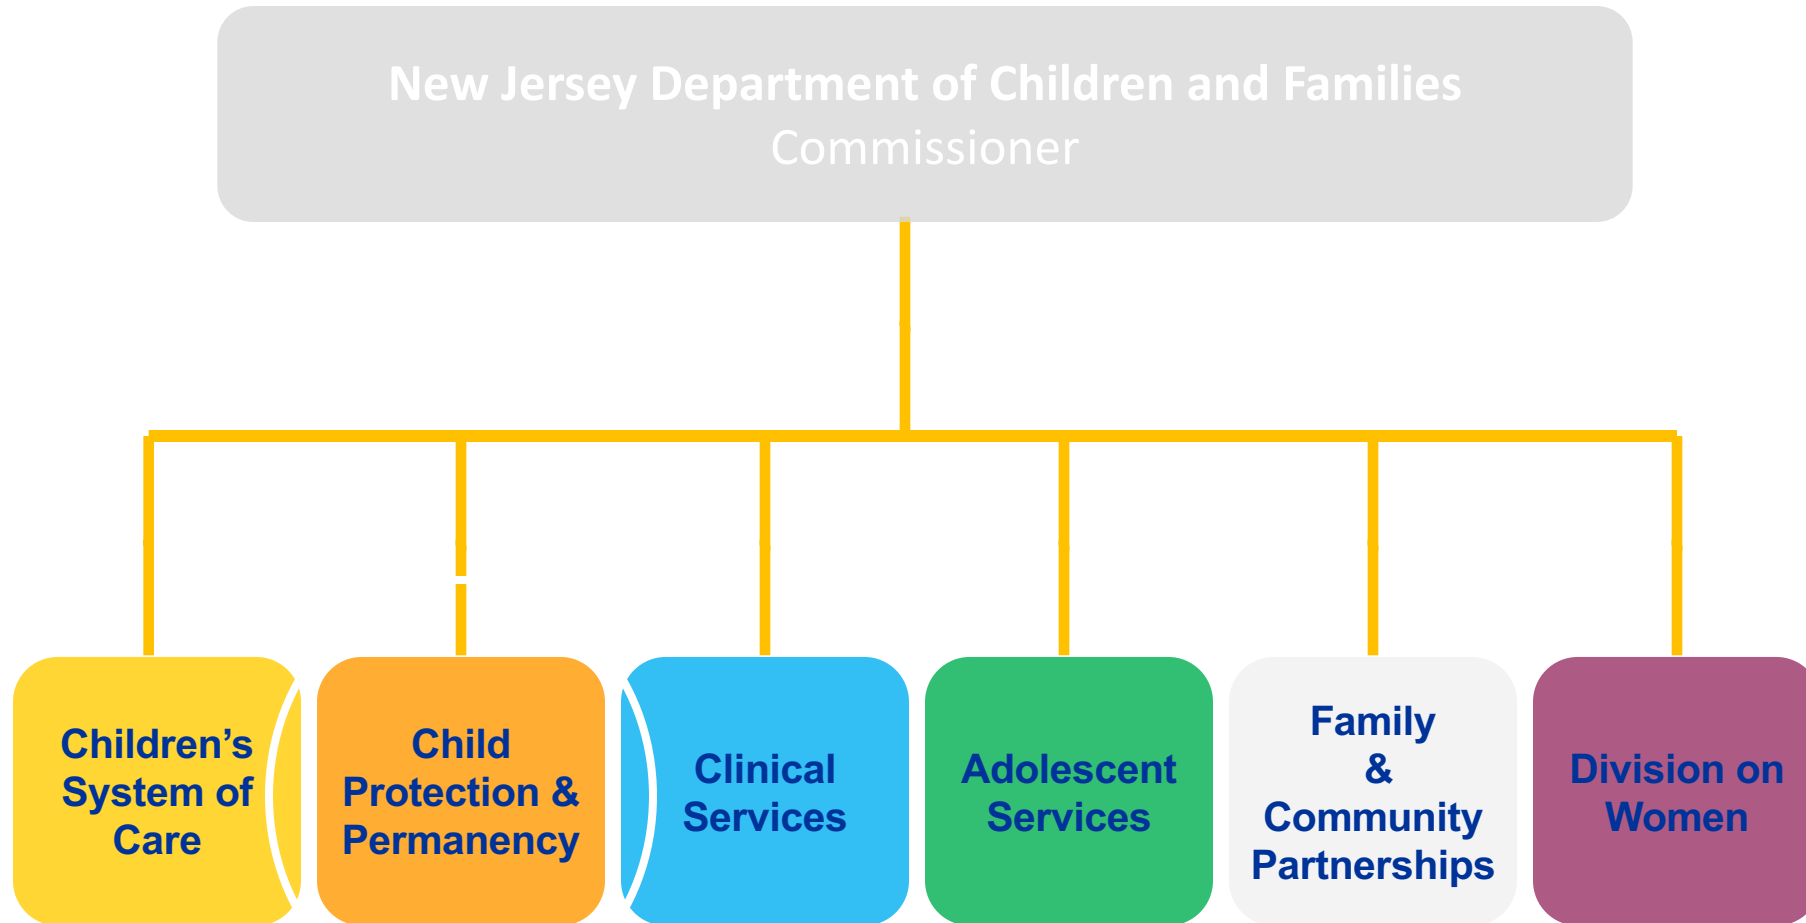 New Jersey Department of Children and Families
Commissioner
Children’s
System of
Care
Child
Protection &
Permanency
Clinical
Services
Adolescent
Services
Family
&
Community
Partnerships
Division on
Women